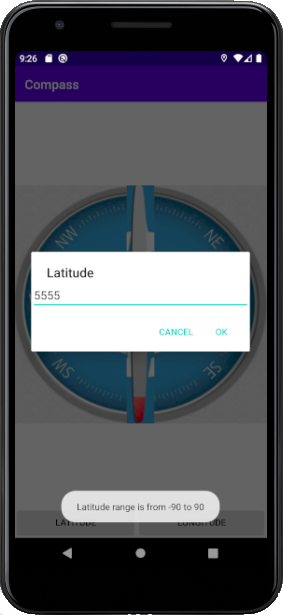 9:26
Compass
NW
NE
Latitude
5555
CANCEL OK
SW
SE
Latitude range is from -90 to 90
LATITUDE LONGITUDE